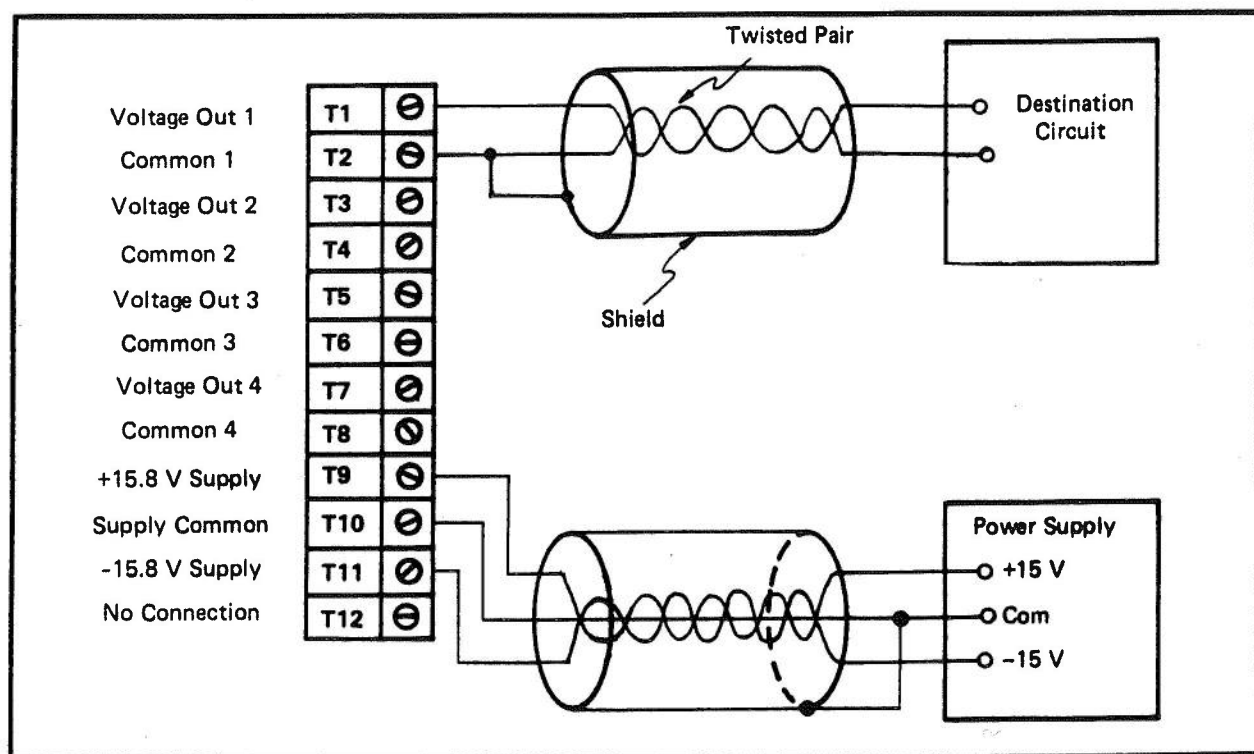 Twisted Pair
Voltage Out 1 T1
Common 1 T2
Voltage Out 2 T3
Common 2 T4
Voltage Out 3 T5
Common 3 T6
Voltage Out 4 T7
Common 4 T8
+15.8 V Supply T9
Supply Common T10
-15.8 V Supply T11
No Connection T12
Destination
Circuit
Shield
Power Supply
+15 V
Com
-15 V